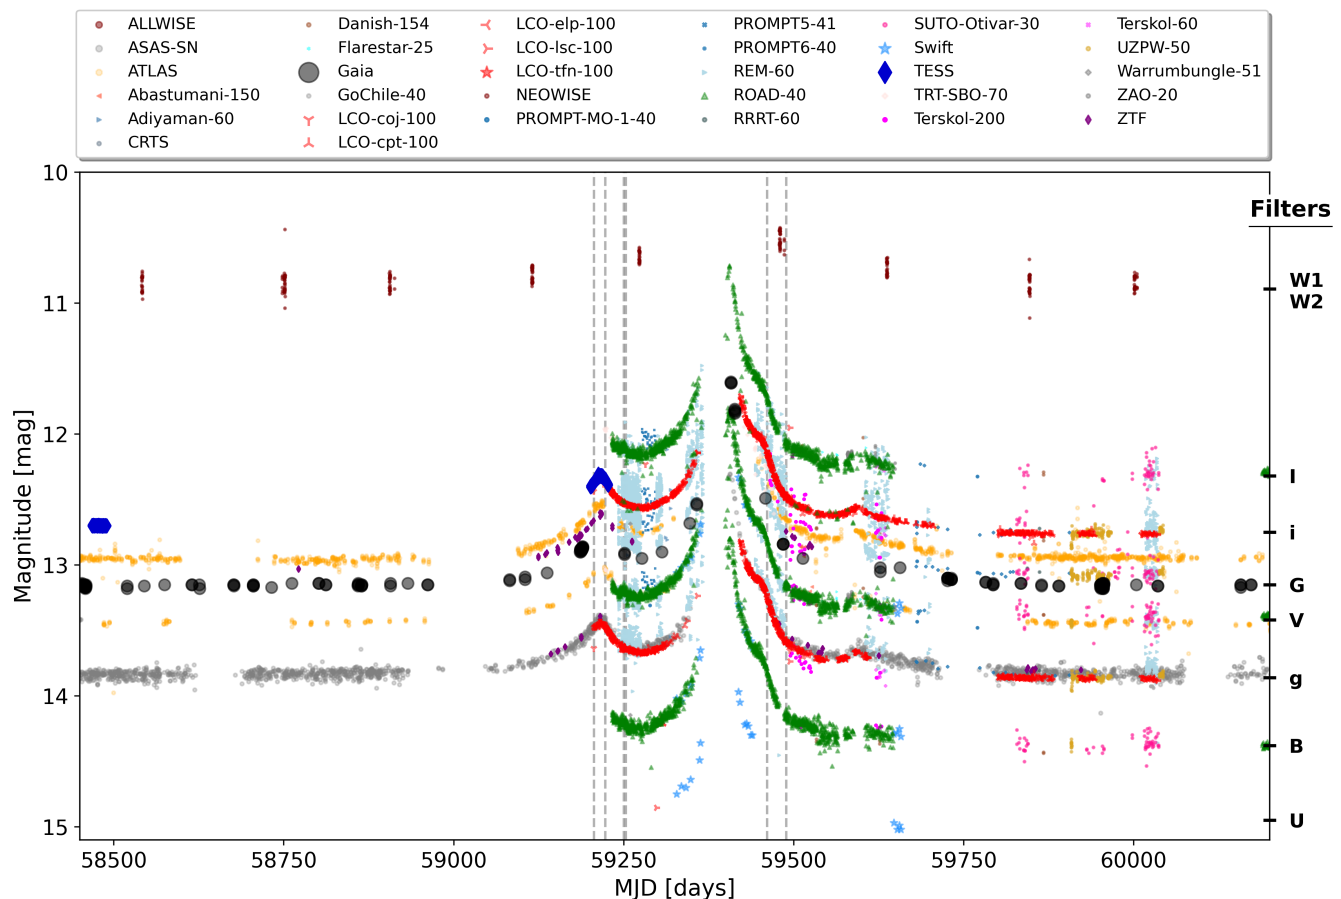 ALLWISE
ASAS-SN
ATLAS
Abastumani-150
Adiyaman-60
CRTS
Danish-154
Flarestar-25
Gaia
GoChile-40
LCO-coj-100
LCO-cpt-100
LCO-elp-100
LCO-lsc-100
LCO-tfn-100
NEOWISE
PROMPT-MO-1-40
PROMPT5-41
PROMPT6-40
REM-60
ROAD-40
RRRT-60
SUTO-Otivar-30
Swift
TESS
TRT-SBO-70
Terskol-200
Terskol-60
UZPW-50
Warrumbungle-51
ZAO-20
ZTF
Magnitude [mag]
10
11
12
13
14
15
58500
58750
59000
59250
59500
59750
60000
MJD [days]
Filters
W1
W2
I
i
G
V
g
B
U